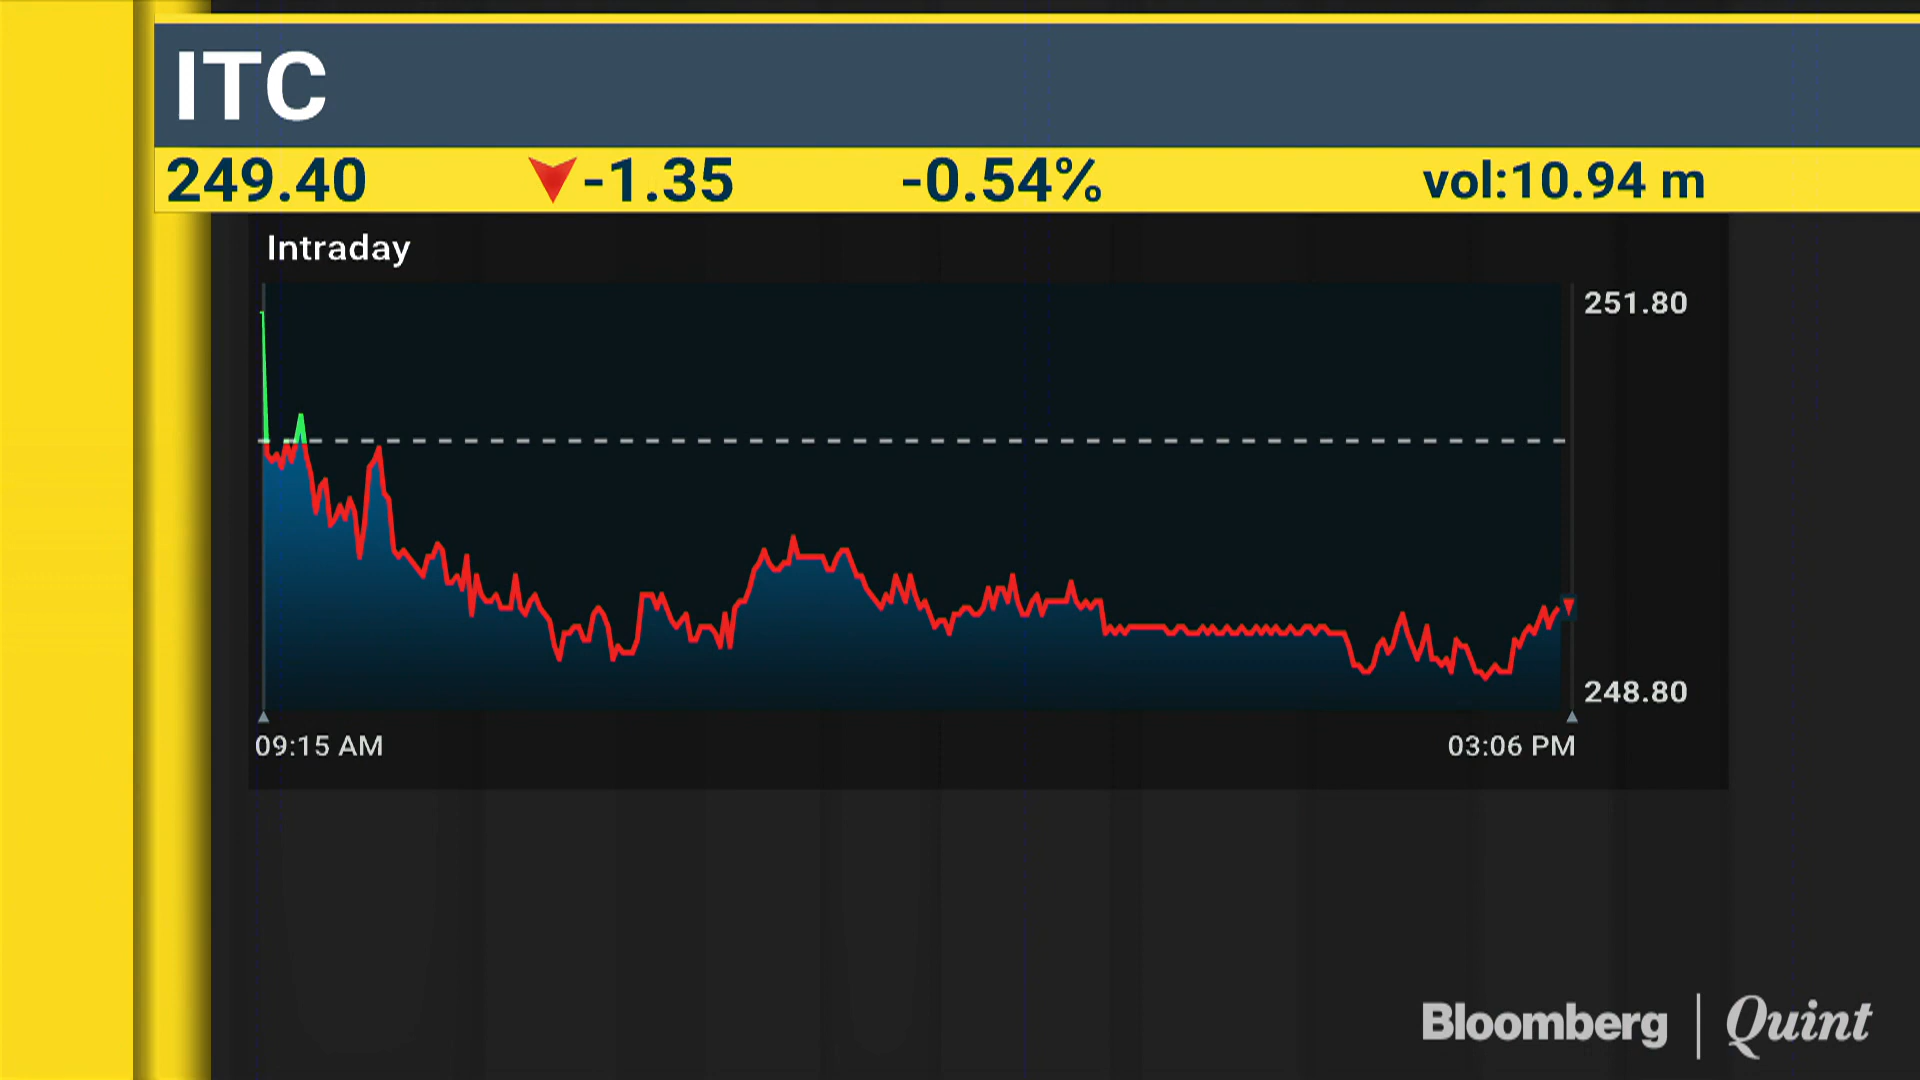 ITC
249.40 -1.35 -0.54% vol:10.94 m
Intraday
251.80
248.80
09:15 AM 03:06 PM
Bloomberg | Quint